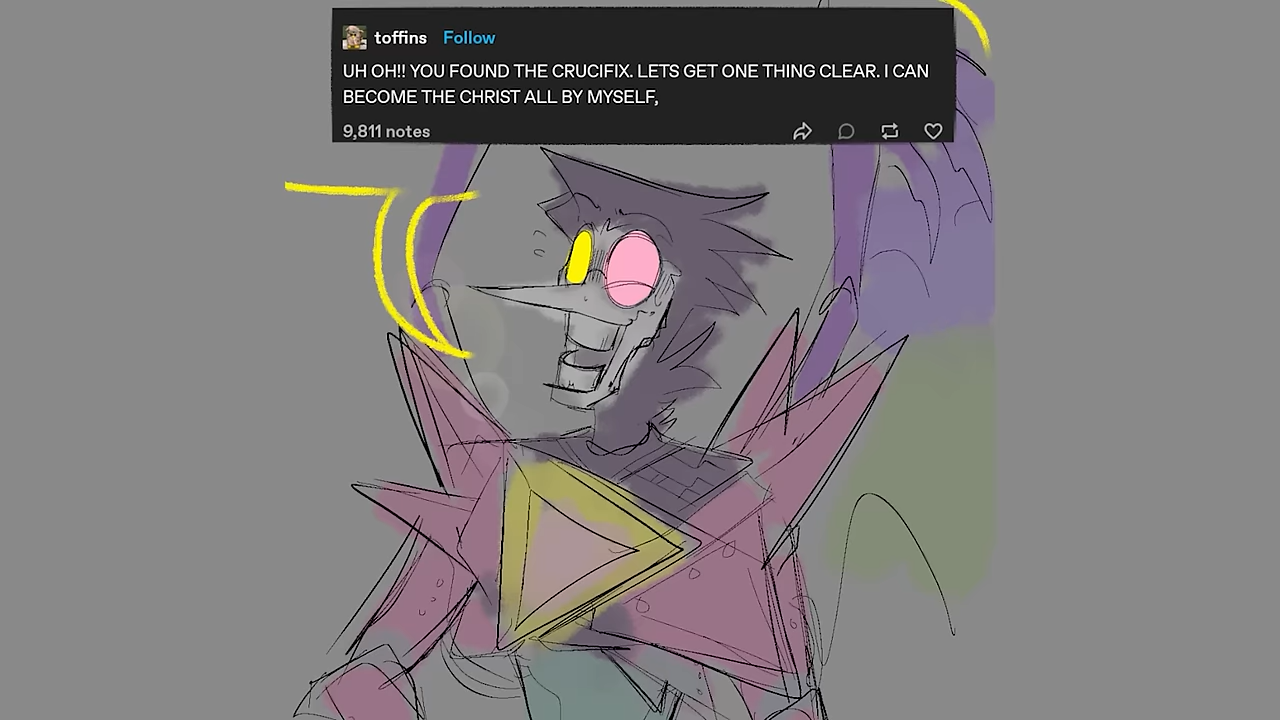 toffins Follow
UH OH!! YOU FOUND THE CRUCIFIX. LETS GET ONE THING CLEAR. I CAN
BECOME THE CHRIST ALL BY MYSELF,
9,811 notes